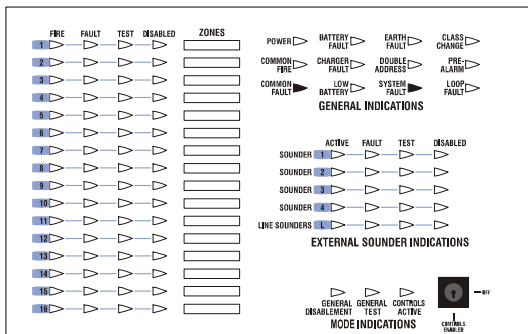 FIRE FAULT TEST DISABLED ZONES
1
2
3
4
5
6
7
8
9
10
11
12
13
14
15
16
POWER BATTERY FAULT EARTH FAULT CLASS CHANGE
COMMON FIRE CHARGER FAULT DOUBLE ADDRESS PRE-ALARM
COMMON FAULT LOW BATTERY SYSTEM FAULT LOOP FAULT
GENERAL INDICATIONS
ACTIVE FAULT TEST DISABLED
SOUNDER 1
SOUNDER 2
SOUNDER 3
SOUNDER 4
LINE SOUNDERS L
EXTERNAL SOUNDER INDICATIONS
GENERAL DISABLEMENT GENERAL TEST CONTROLS ACTIVE
MODE INDICATIONS
OFF
CONTROLS ENABLED